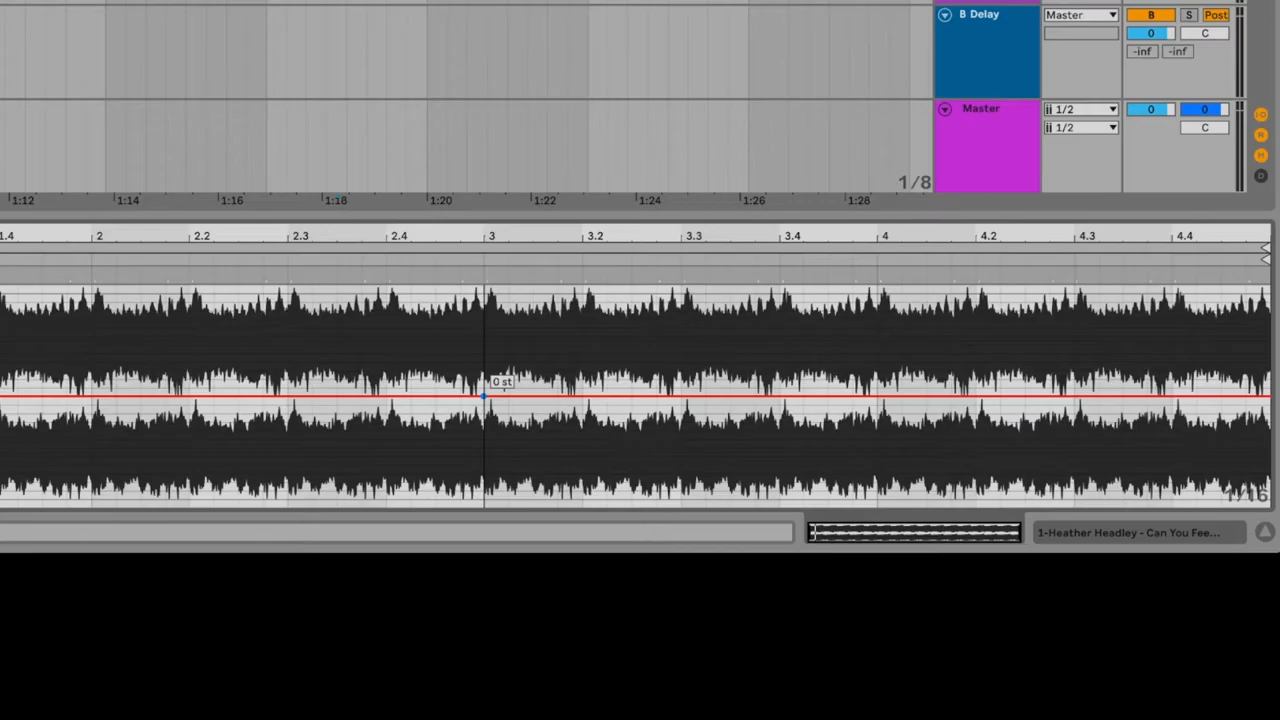 B Delay Master B S Post
0 C
-inf -inf
Master 1/2 0 0
1/2 C
1/8
1:12 1:14 1:16 1:18 1:20 1:22 1:24 1:26 1:28
1.4 2 2.2 2.3 2.4 3 3.2 3.3 3.4 4 4.2 4.3 4.4
0 st
1/16
1-Heather Headley - Can You Fee...